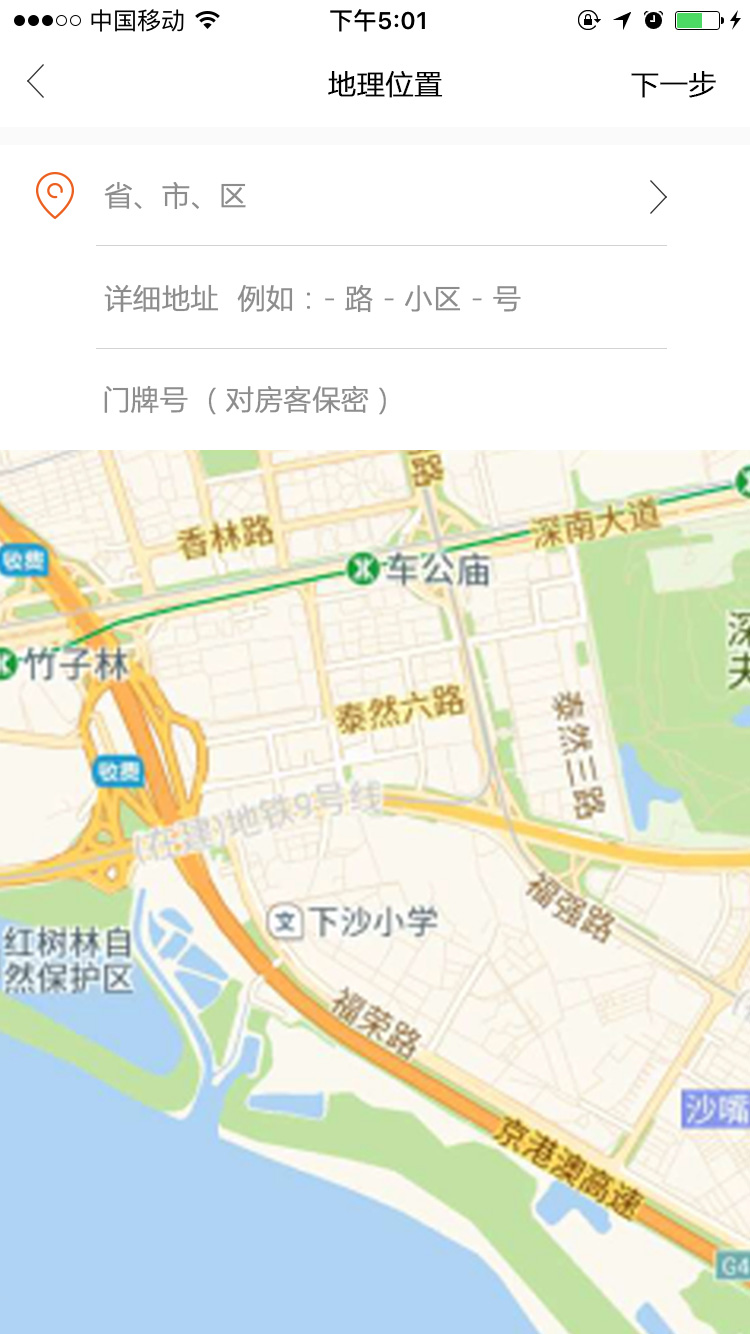 中国移动
下午5:01
地理位置
下一步
省、市、区
详细地址 例如：- 路 - 小区 - 号
门牌号（对房客保密）
路
香林路
深南大道
收费
车公庙
竹子林
深
夫
泰然六路
泰然三路
收费
(在建)地铁9号线
福强路
下沙小学
红树林自
然保护区
福荣路
沙嘴
京港澳高速
G4